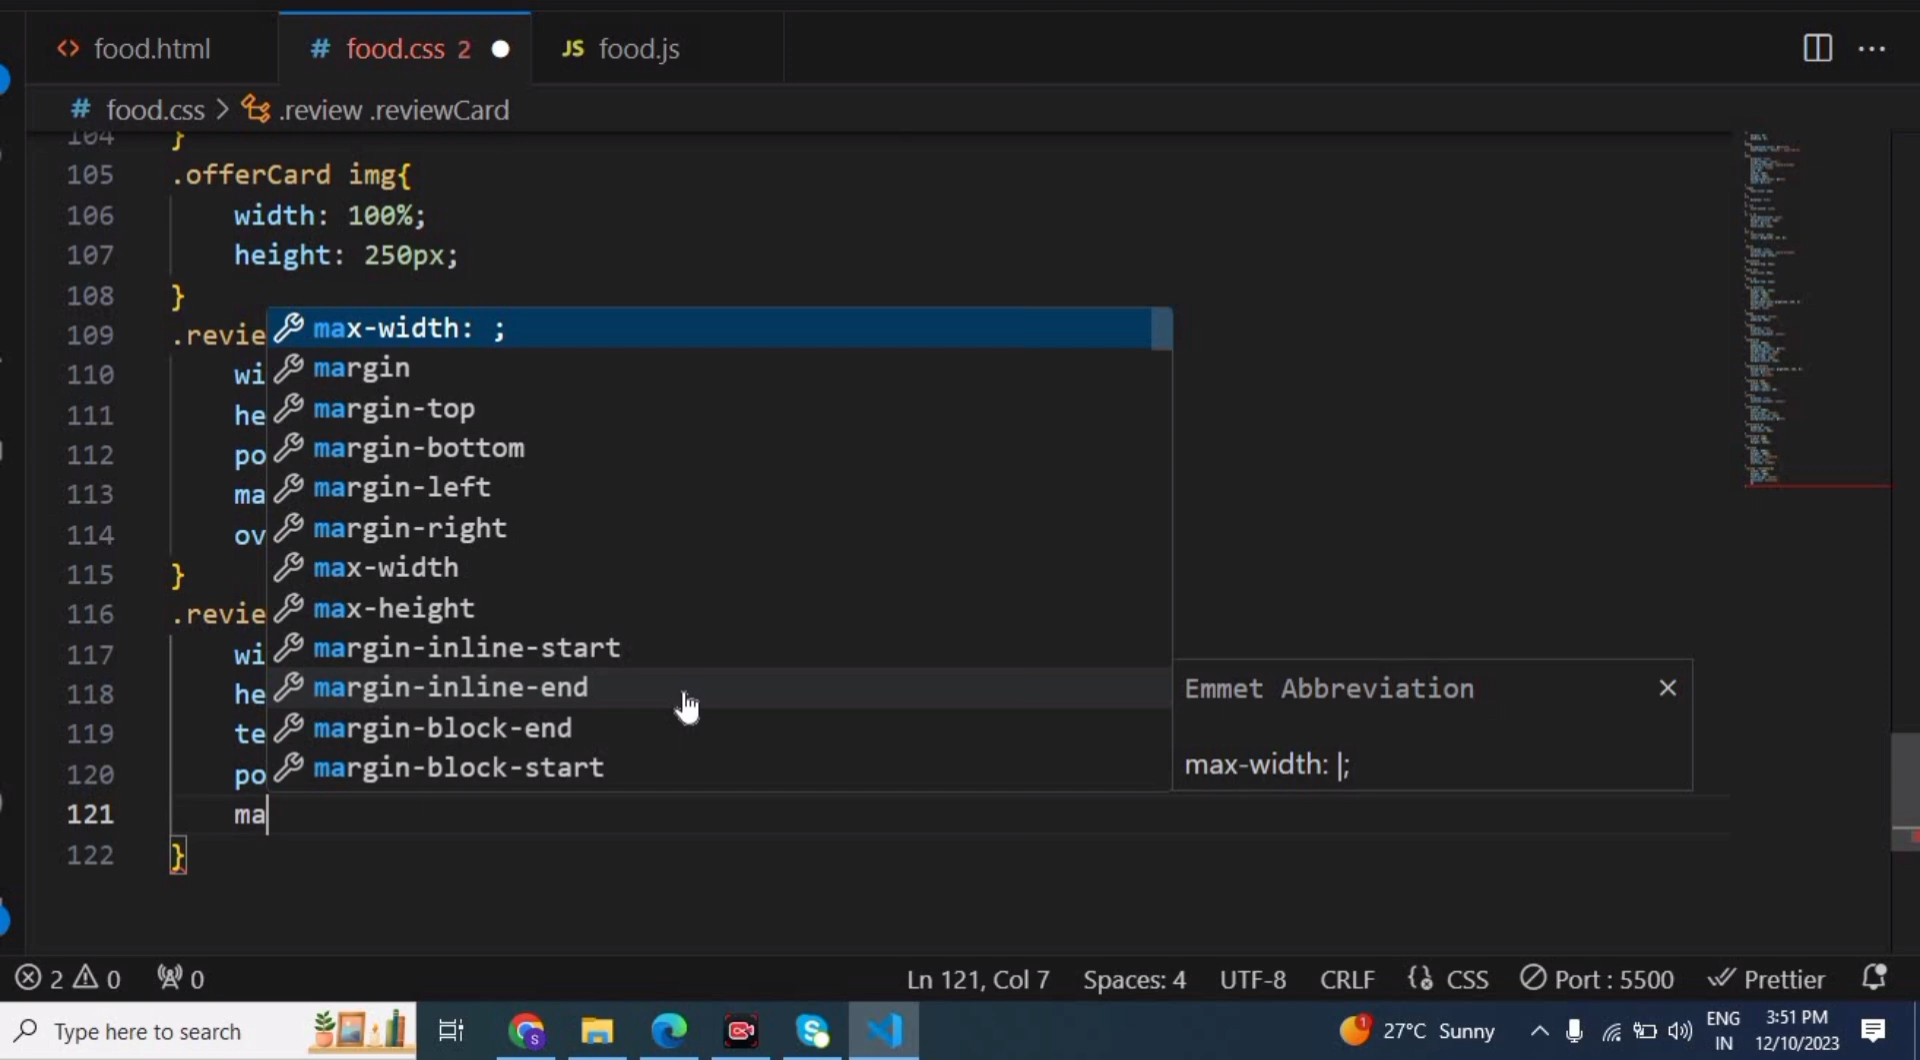 food.html
# food.css 2
JS food.js
# food.css > .review .reviewCard
104 }
105 .offerCard img{
106 width: 100%;
107 height: 250px;
108 }
109 .revie
max-width: ;
110 wi
margin
111 he
margin-top
112 po
margin-bottom
113 ma
margin-left
114 ov
margin-right
115 }
max-width
116 .revie
max-height
117 wi
margin-inline-start
118 he
margin-inline-end
Emmet Abbreviation
119 te
margin-block-end
120 po
margin-block-start
max-width: |;
121 ma
122 }
2 0 0
Ln 121, Col 7 Spaces: 4 UTF-8 CRLF CSS Port : 5500 Prettier
Type here to search
1 27°C Sunny
ENG
IN
3:51 PM
12/10/2023